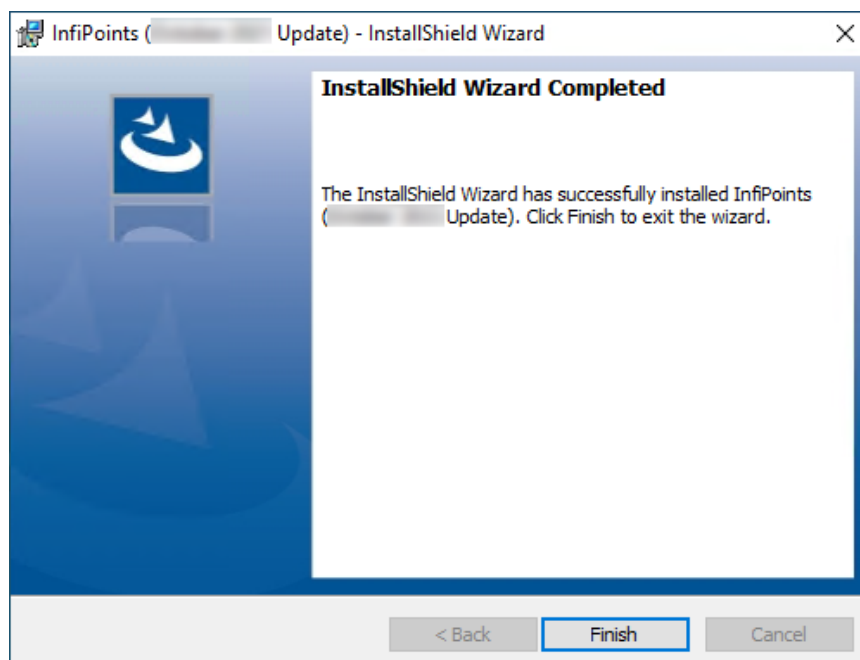 InfiPoints ( Update) - InstallShield Wizard
InstallShield Wizard Completed
The InstallShield Wizard has successfully installed InfiPoints
( Update). Click Finish to exit the wizard.
< Back
Finish
Cancel